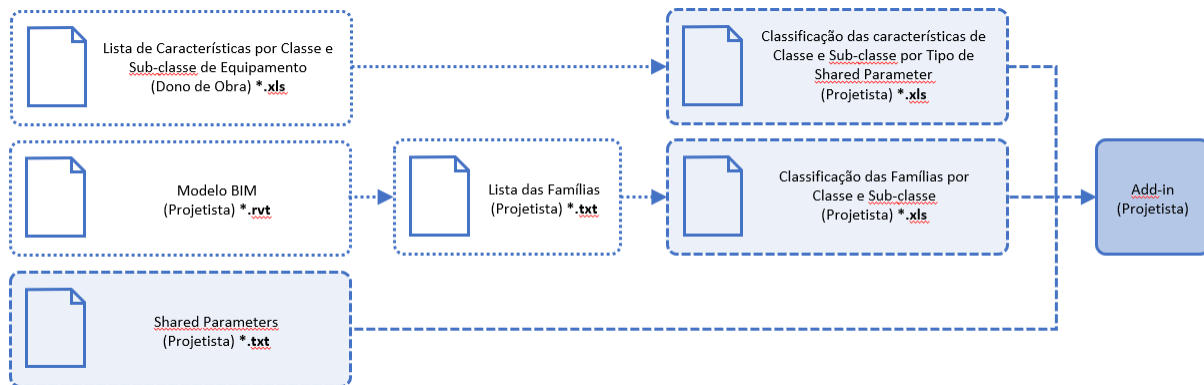 Lista de Características por Classe e
Sub-classe de Equipamento
(Dono de Obra) *.xls
Classificação das características de
Classe e Sub-classe por Tipo de
Shared Parameter
(Projetista) *.xls
Modelo BIM
(Projetista) *.rvt
Lista das Famílias
(Projetista) *.txt
Classificação das Famílias por
Classe e Sub-classe
(Projetista) *.xls
Add-in
(Projetista)
Shared Parameters
(Projetista) *.txt